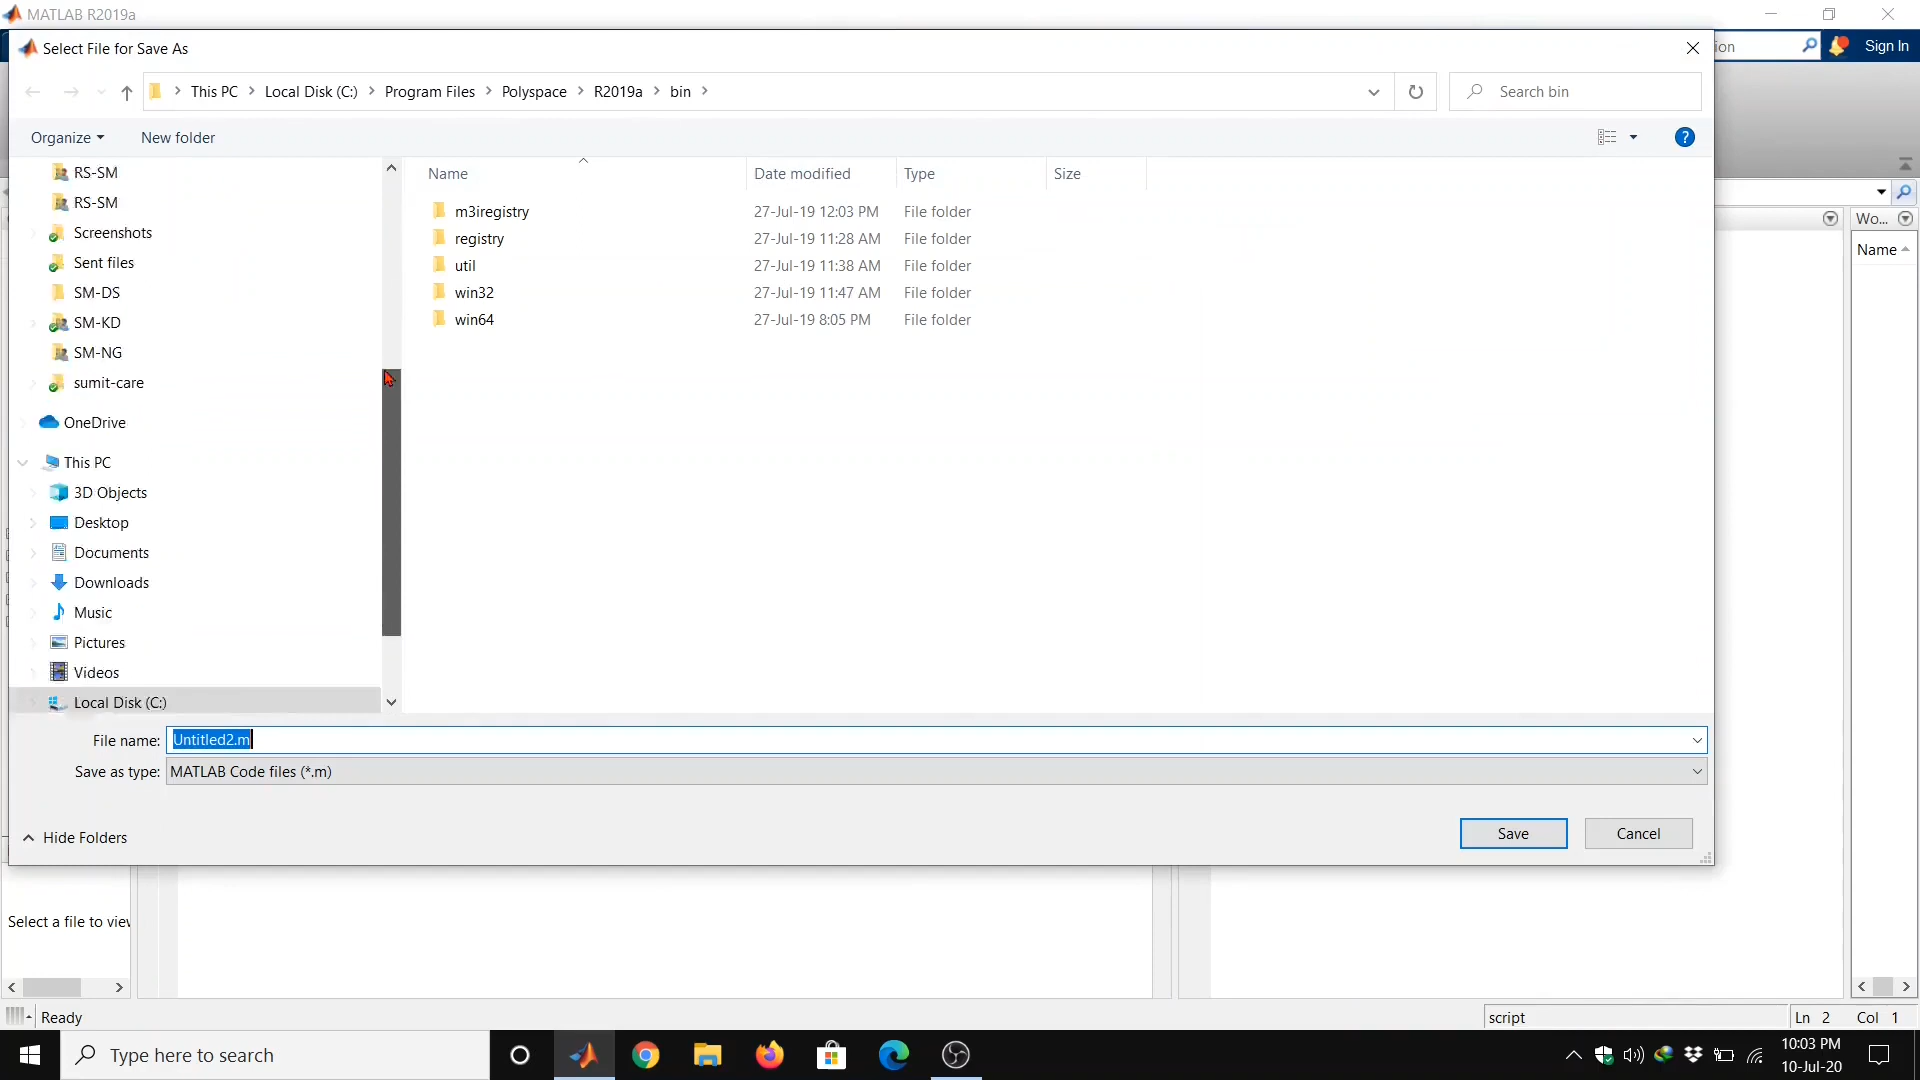 MATLAB R2019a
Select File for Save As
ion
Sign In
This PC > Local Disk (C:) > Program Files > Polyspace > R2019a > bin >
Search bin
Organize
New folder
Name
Date modified
Type
Size
RS-SM
RS-SM
Screenshots
Sent files
SM-DS
SM-KD
SM-NG
sumit-care
OneDrive
This PC
3D Objects
Desktop
Documents
Downloads
Music
Pictures
Videos
Local Disk (C:)
m3iregistry 27-Jul-19 12:03 PM File folder
registry 27-Jul-19 11:28 AM File folder
util 27-Jul-19 11:38 AM File folder
win32 27-Jul-19 11:47 AM File folder
win64 27-Jul-19 8:05 PM File folder
Wo...
Name
File name: Untitled2.m
Save as type: MATLAB Code files (*.m)
Hide Folders
Save
Cancel
Select a file to view
Ready
script
Ln 2 Col 1
Type here to search
10:03 PM
10-Jul-20